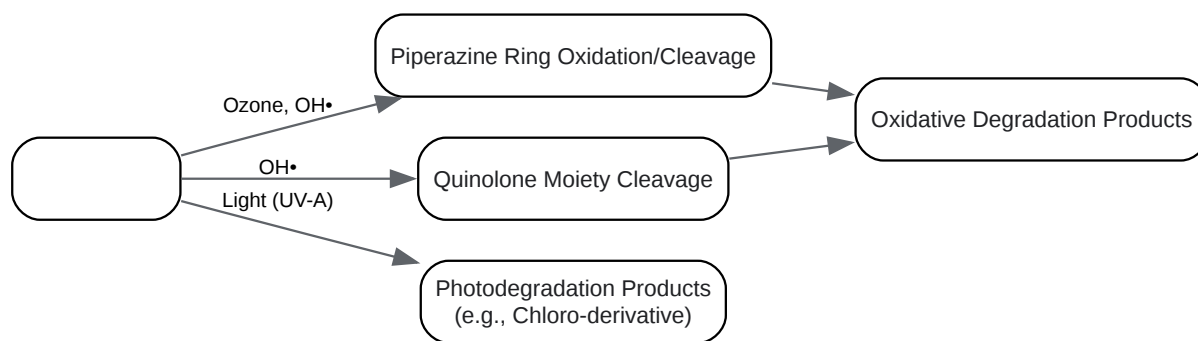 Piperazine Ring Oxidation/Cleavage
Ozone, OH•
Oxidative Degradation Products
OH•
Quinolone Moiety Cleavage
Light (UV-A)
Photodegradation Products
(e.g., Chloro-derivative)